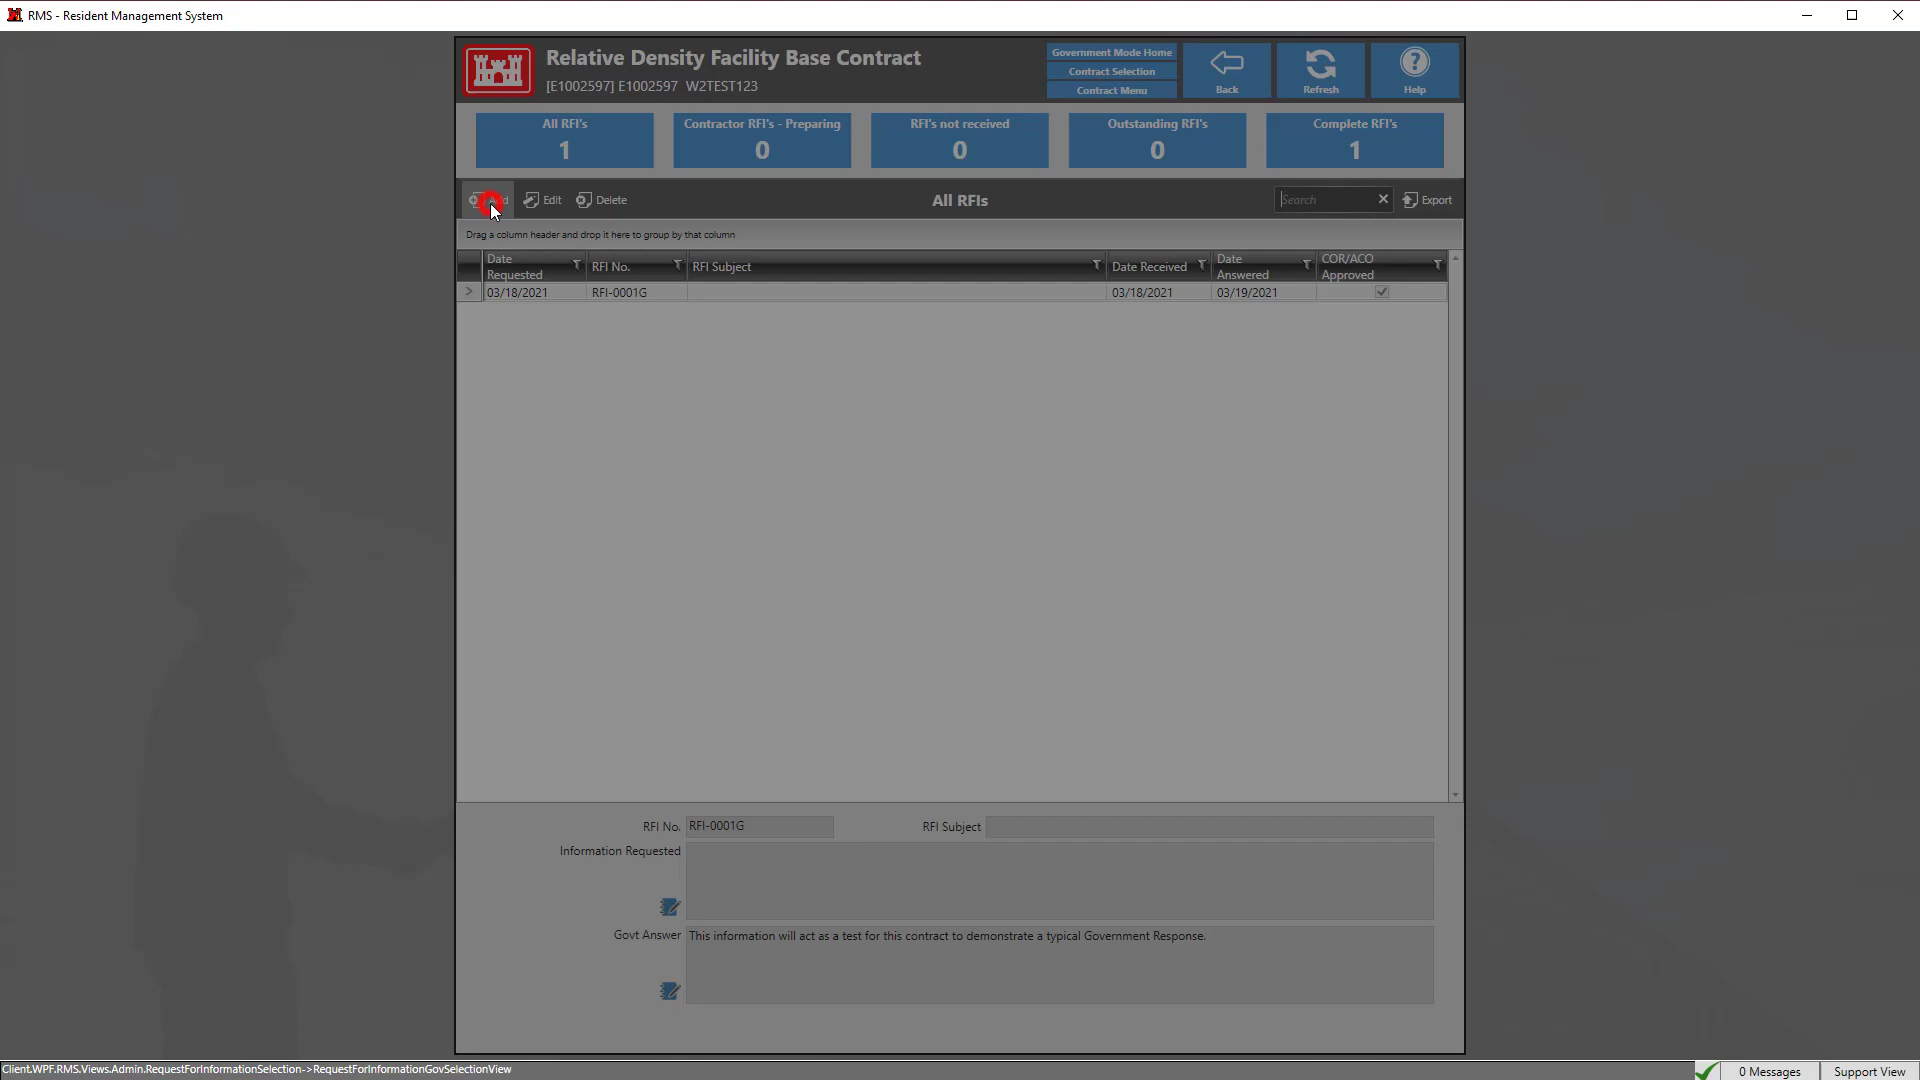 RMS - Resident Management System
Relative Density Facility Base Contract
[E1002597] E1002597 W2TEST123
Government Mode Home
Contract Selection
Contract Menu
Back
Refresh
Help
All RFI's
1
Contractor RFI's - Preparing
0
RFI's not received
0
Outstanding RFI's
0
Complete RFI's
1
Edit
Delete
All RFIs
Search
Export
Drag a column header and drop it here to group by that column
Date Requested
RFI No.
RFI Subject
Date Received
Date Answered
COR/ACO Approved
03/18/2021
RFI-0001G
03/18/2021
03/19/2021
RFI No.
RFI-0001G
RFI Subject
Information Requested
Govt Answer
This information will act as a test for this contract to demonstrate a typical Government Response.
Client.WPF.RMS.Views.Admin.RequestForInformationSelection->RequestForInformationGovSelectionView
0 Messages
Support View